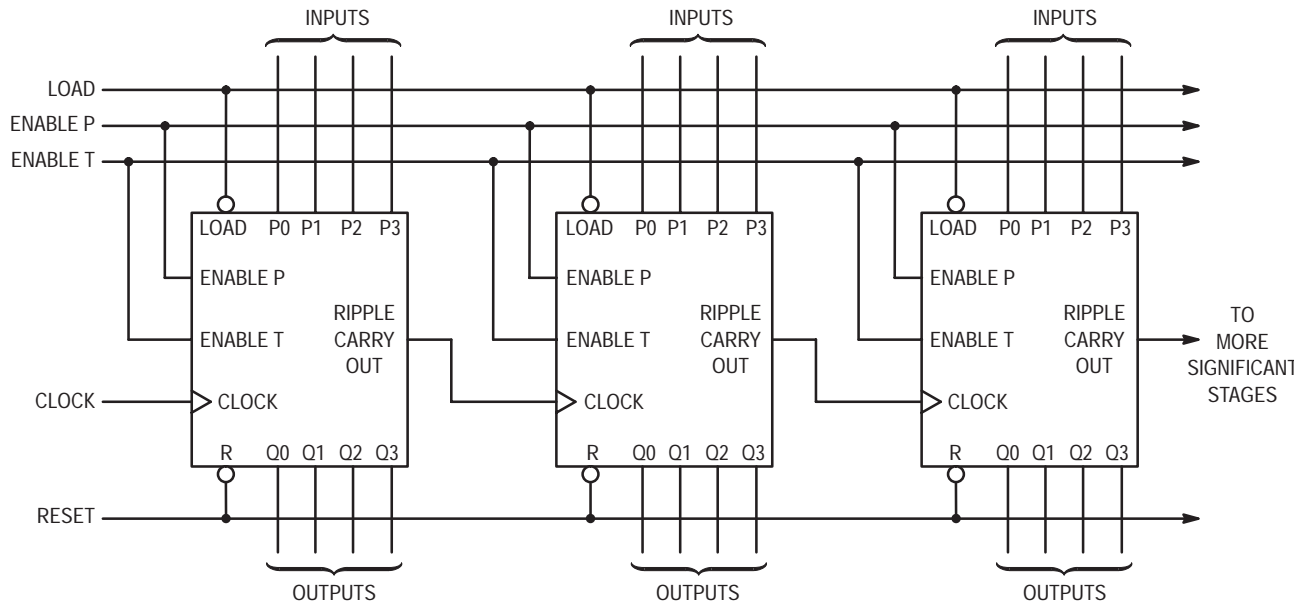 INPUTS INPUTS INPUTS
LOAD
ENABLE P
ENABLE T
LOAD P0 P1 P2 P3 LOAD P0 P1 P2 P3 LOAD P0 P1 P2 P3
ENABLE P ENABLE P ENABLE P
RIPPLE RIPPLE RIPPLE TO
ENABLE T CARRY ENABLE T CARRY ENABLE T CARRY MORE
OUT OUT OUT SIGNIFICANT
CLOCK CLOCK CLOCK CLOCK STAGES
R Q0 Q1 Q2 Q3 R Q0 Q1 Q2 Q3 R Q0 Q1 Q2 Q3
RESET
OUTPUTS OUTPUTS OUTPUTS